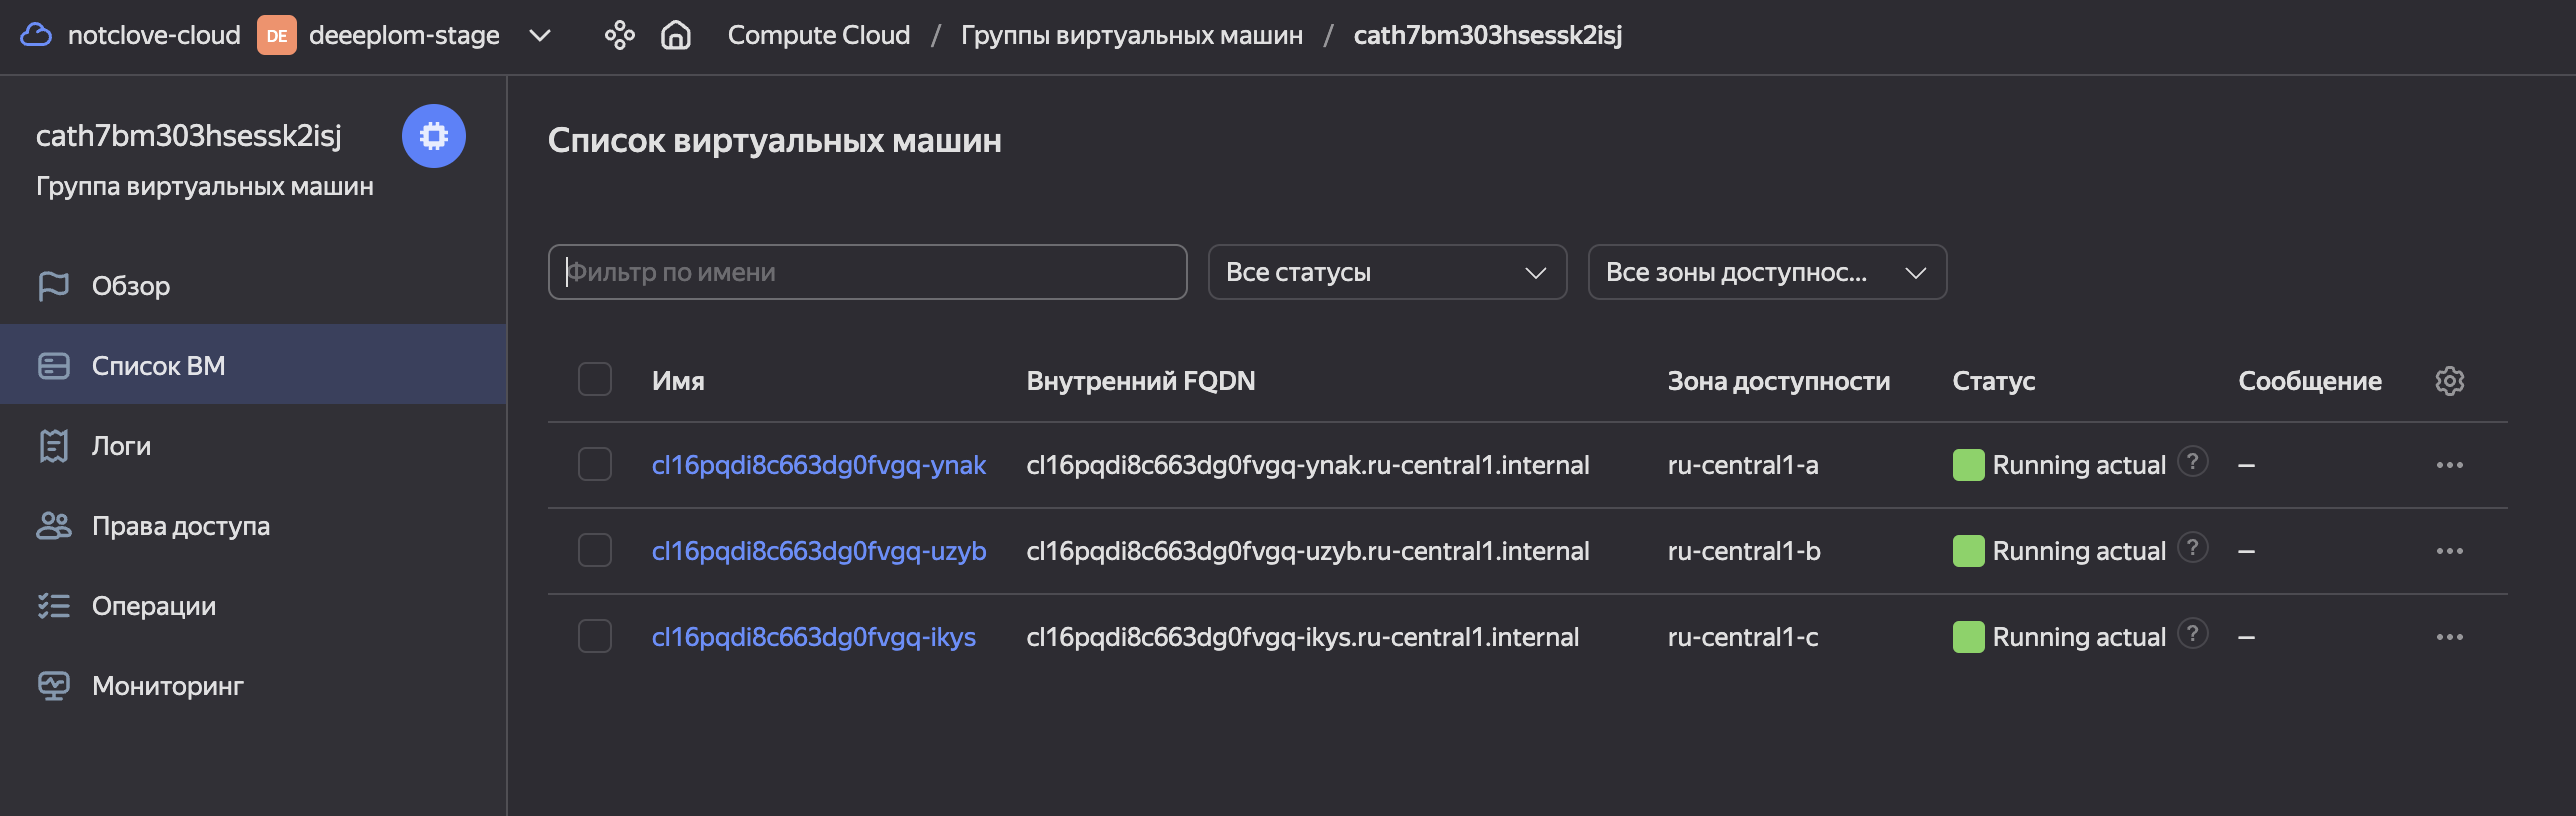 notclove-cloud DE deeeplom-stage Compute Cloud / Группы виртуальных машин / cath7bm303hsessk2isj
cath7bm303hsessk2isj
Группа виртуальных машин
Обзор
Список ВМ
Логи
Права доступа
Операции
Мониторинг
Список виртуальных машин
Фильтр по имени Все статусы Все зоны доступнос...
Имя Внутренний FQDN Зона доступности Статус Сообщение
cl16pqdi8c663dg0fvgq-ynak cl16pqdi8c663dg0fvgq-ynak.ru-central1.internal ru-central1-a Running actual ? –
cl16pqdi8c663dg0fvgq-uzyb cl16pqdi8c663dg0fvgq-uzyb.ru-central1.internal ru-central1-b Running actual ? –
cl16pqdi8c663dg0fvgq-ikys cl16pqdi8c663dg0fvgq-ikys.ru-central1.internal ru-central1-c Running actual ? –